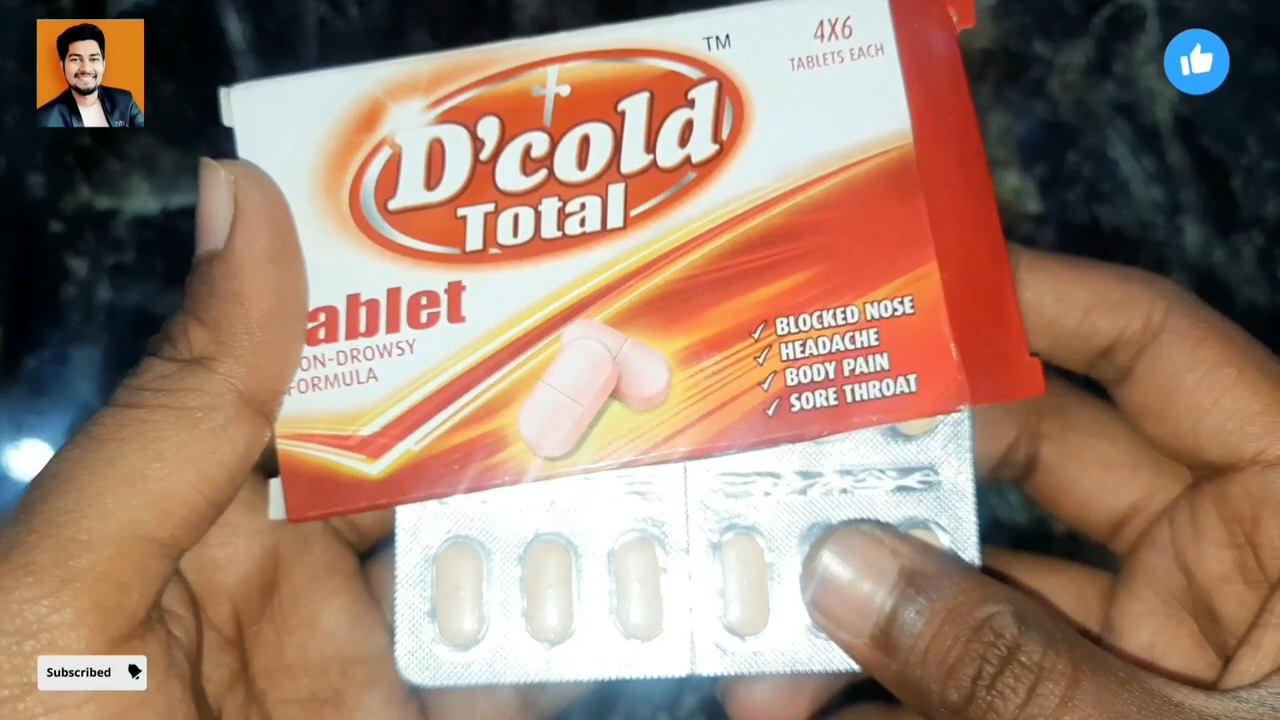 D'cold
Total
TM
4X6
TABLETS EACH
ablet
ON-DROWSY
FORMULA
✓ BLOCKED NOSE
✓ HEADACHE
✓ BODY PAIN
✓ SORE THROAT
Subscribed